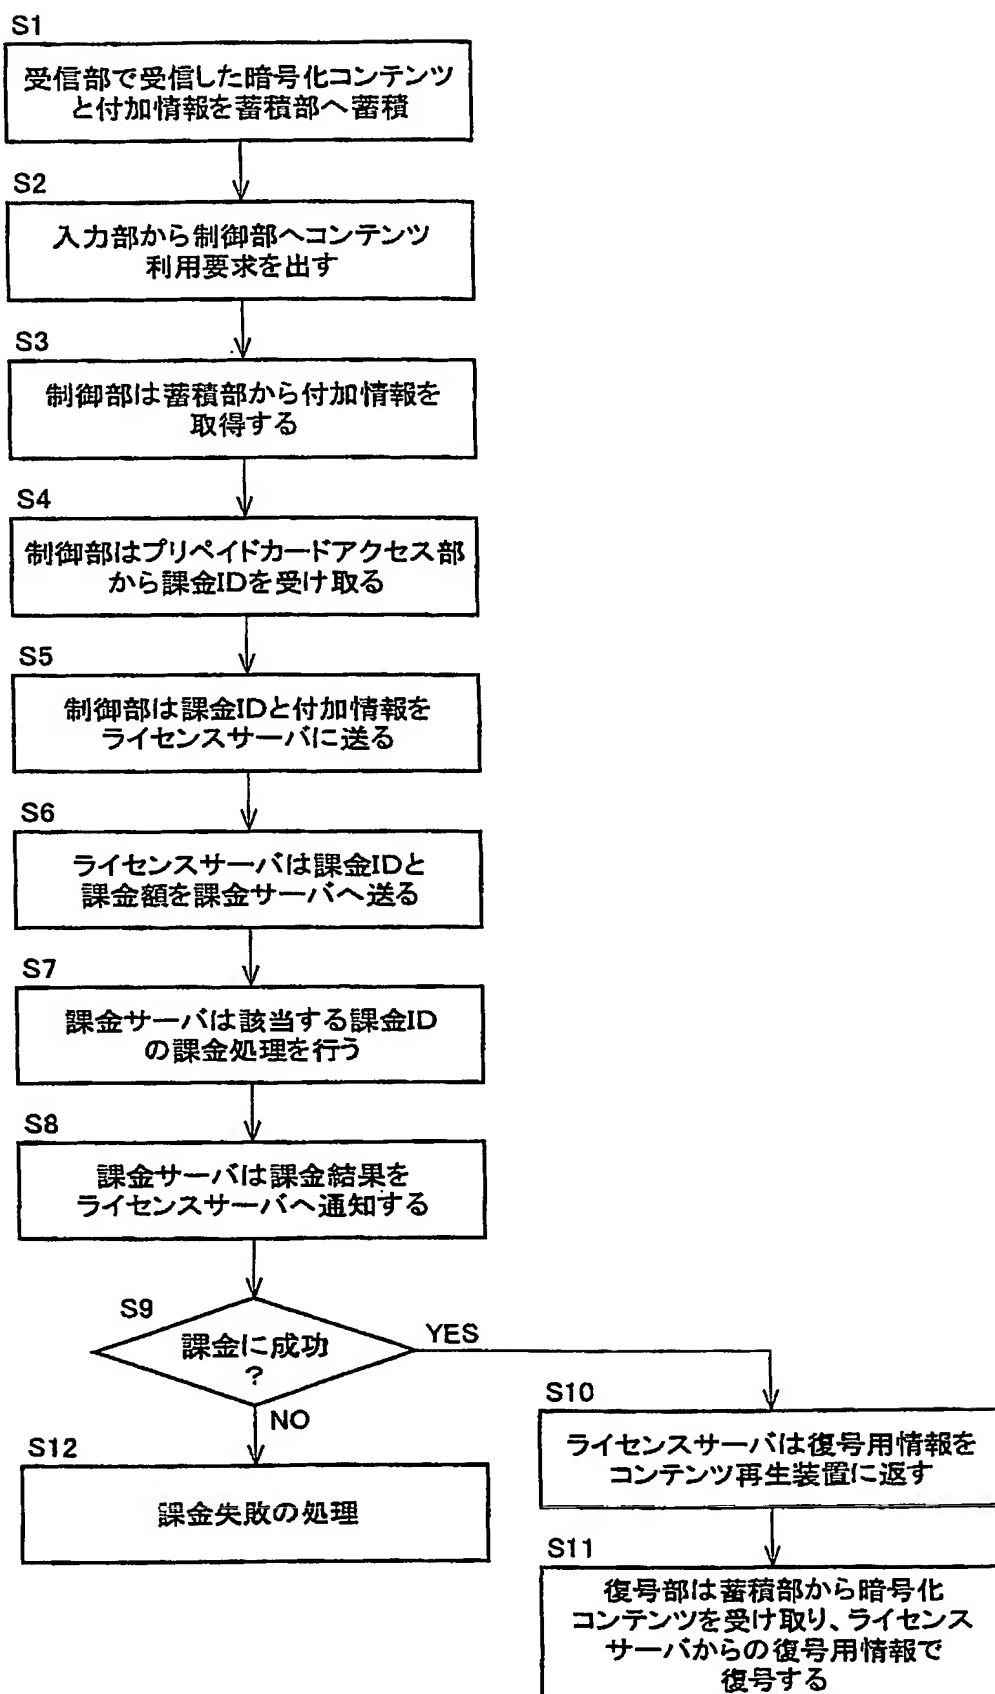 S1
受信部で受信した暗号化コンテンツ
と付加情報を蓄積部へ蓄積
S2
入力部から制御部へコンテンツ
利用要求を出す
S3
制御部は蓄積部から付加情報を
取得する
S4
制御部はプリペイドカードアクセス部
から課金IDを受け取る
S5
制御部は課金IDと付加情報を
ライセンスサーバに送る
S6
ライセンスサーバは課金IDと
課金額を課金サーバへ送る
S7
課金サーバは該当する課金ID
の課金処理を行う
S8
課金サーバは課金結果を
ライセンスサーバへ通知する
S9
課金に成功
?
YES
NO
S10
ライセンスサーバは復号用情報を
コンテンツ再生装置に返す
S12
課金失敗の処理
S11
復号部は蓄積部から暗号化
コンテンツを受け取り、ライセンス
サーバからの復号用情報で
復号する